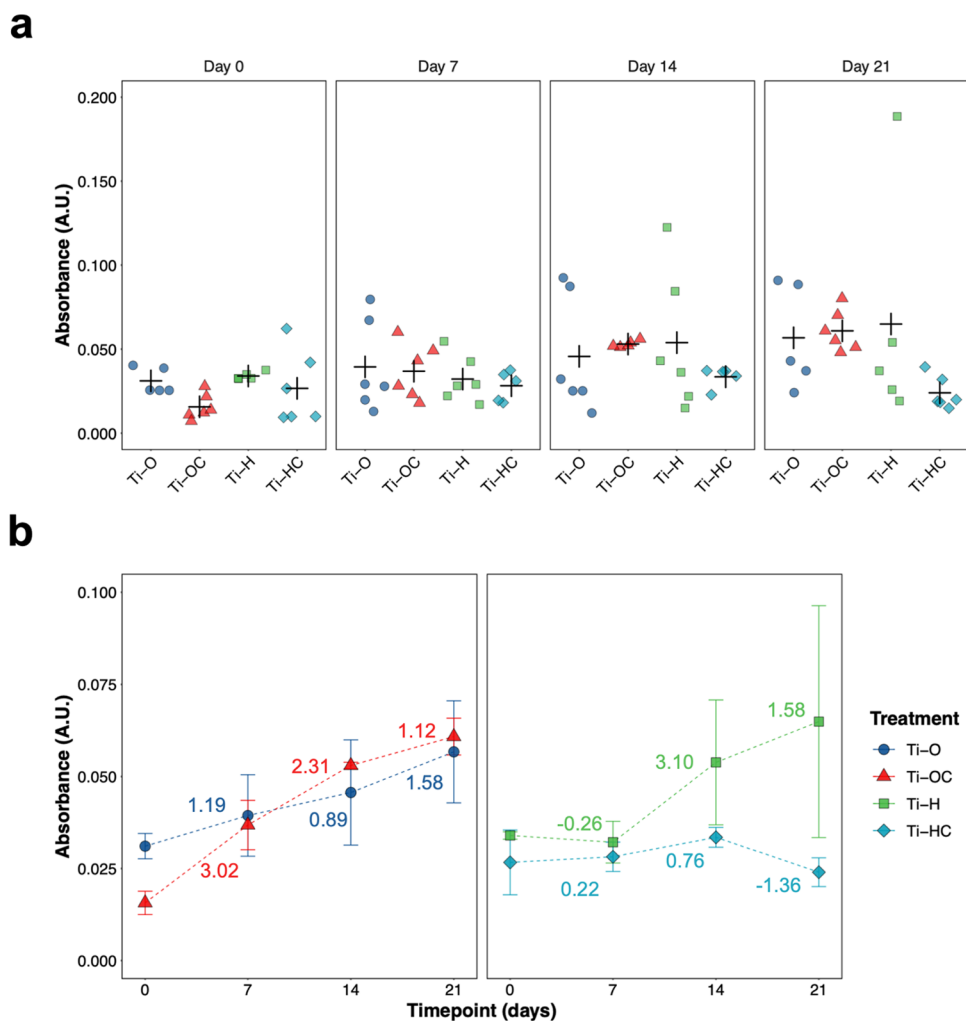 a
Day 0 Day 7 Day 14 Day 21
Absorbance (A.U.)
0.200
0.150
0.100
0.050
0.000
Ti–O Ti–OC Ti–H Ti–HC Ti–O Ti–OC Ti–H Ti–HC Ti–O Ti–OC Ti–H Ti–HC Ti–O Ti–OC Ti–H Ti–HC
b
Absorbance (A.U.)
0.100
0.075
0.050
0.025
0.000
1.19
3.02
2.31
0.89
1.12
1.58
-0.26
0.22
3.10
0.76
1.58
-1.36
0 7 14 21 0 7 14 21
Timepoint (days)
Treatment
Ti–O
Ti–OC
Ti–H
Ti–HC